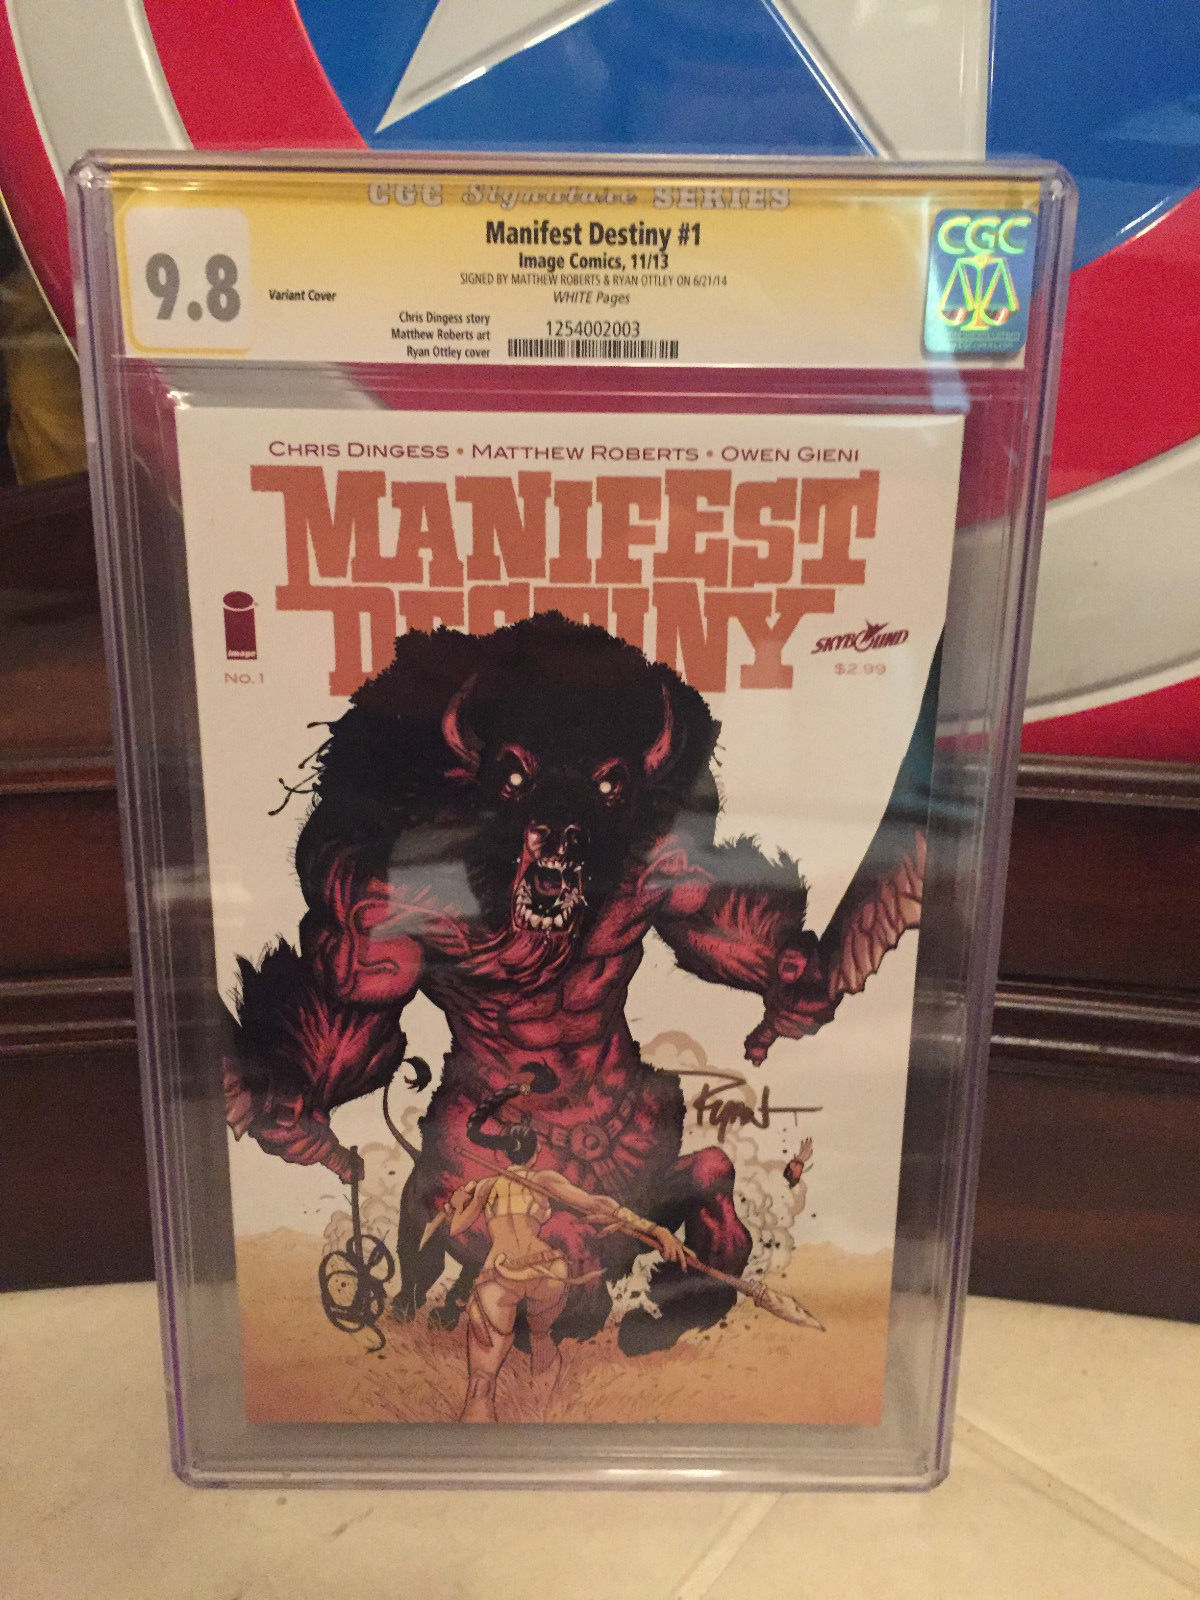 CGC Signature SERIES
Manifest Destiny #1
Image Comics, 11/13
SIGNED BY MATTHEW ROBERTS & RYAN OTTLEY ON 6/21/14
WHITE Pages
9.8
Variant Cover
Chris Dingess story
Matthew Roberts art
Ryan Ottley cover
1254002003
CGC
CHRIS DINGESS • MATTHEW ROBERTS • OWEN GIENI
MANIFEST
DESTINY
image
NO. 1
SKYBOUND
$2.99